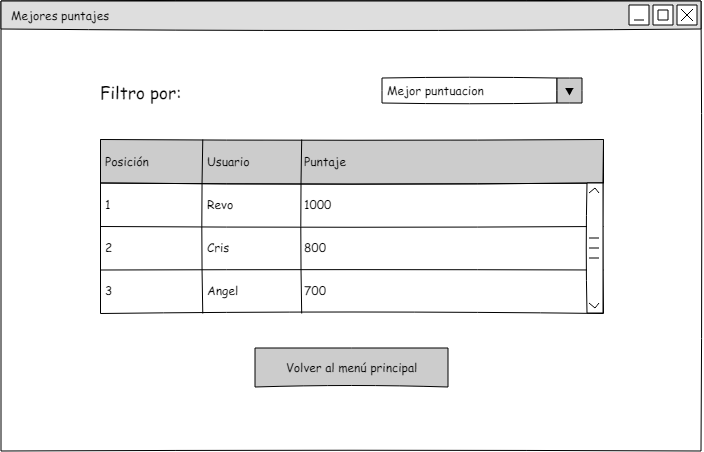 Mejores puntajes
Filtro por:
Mejor puntuacion
Posición Usuario Puntaje
1 Revo 1000
2 Cris 800
3 Angel 700
Volver al menú principal